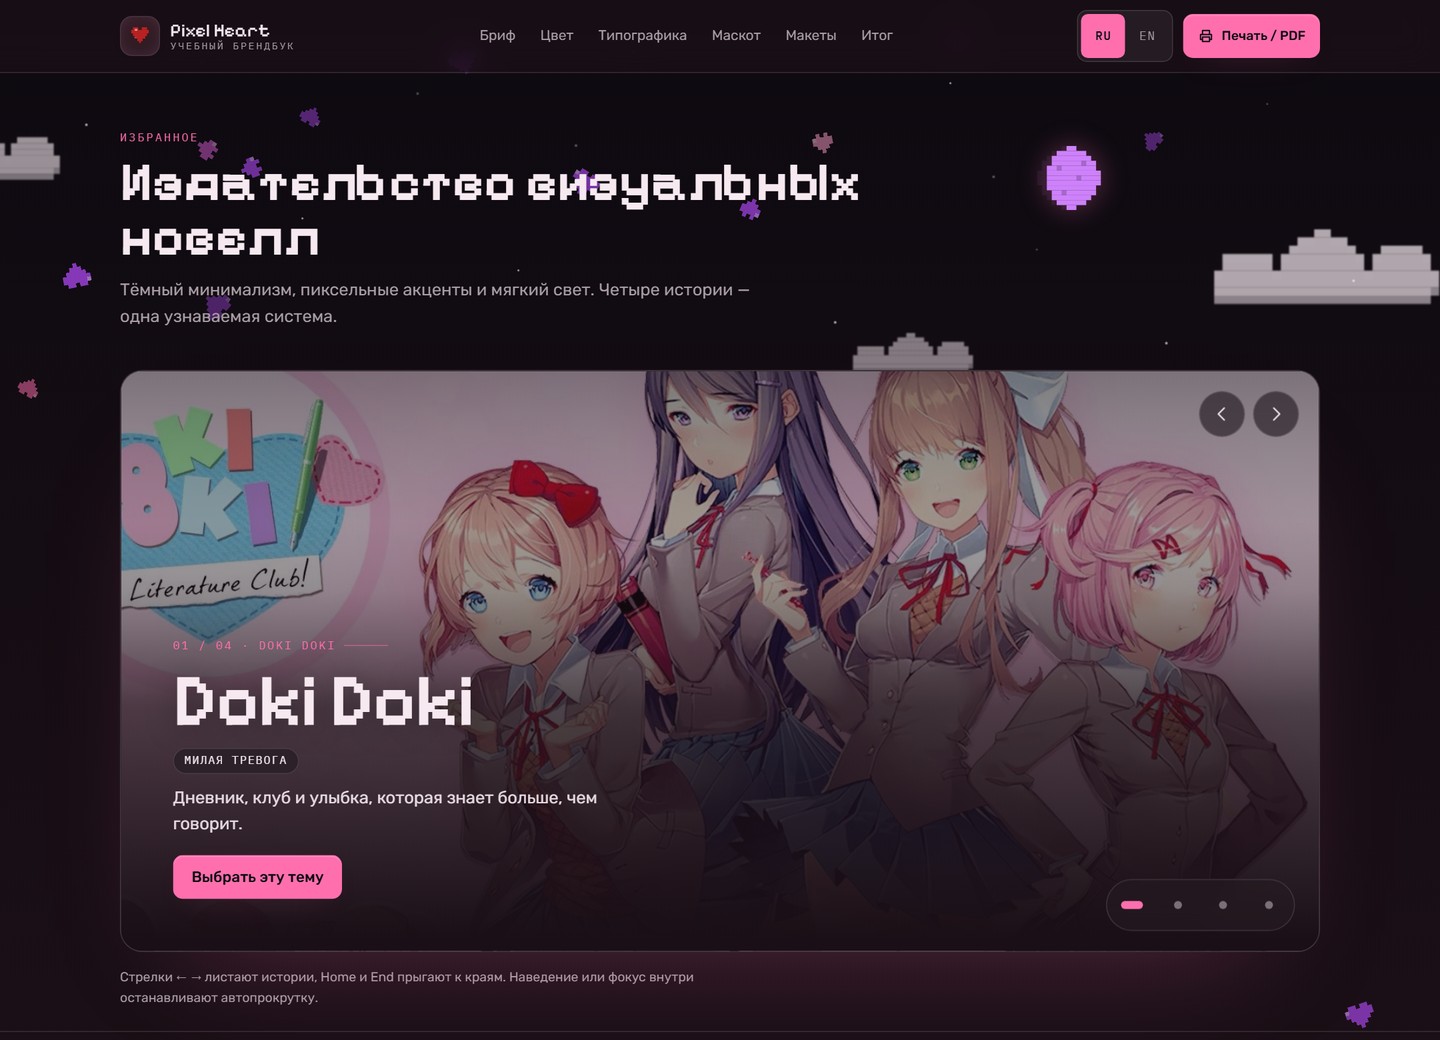 Pixel Heart
УЧЕБНЫЙ БРЕНДБУК
Бриф
Цвет
Типографика
Маскот
Макеты
Итог
RU
EN
Печать / PDF
ИЗБРАННОЕ
Издательство визуальных
новелл
Тёмный минимализм, пиксельные акценты и мягкий свет. Четыре истории —
одна узнаваемая система.
KI
OKI
Literature Club!
01 / 04 · DOKI DOKI
Doki Doki
МИЛАЯ ТРЕВОГА
Дневник, клуб и улыбка, которая знает больше, чем
говорит.
Выбрать эту тему
Стрелки ← → листают истории, Home и End прыгают к краям. Наведение или фокус внутри
останавливают автопрокрутку.